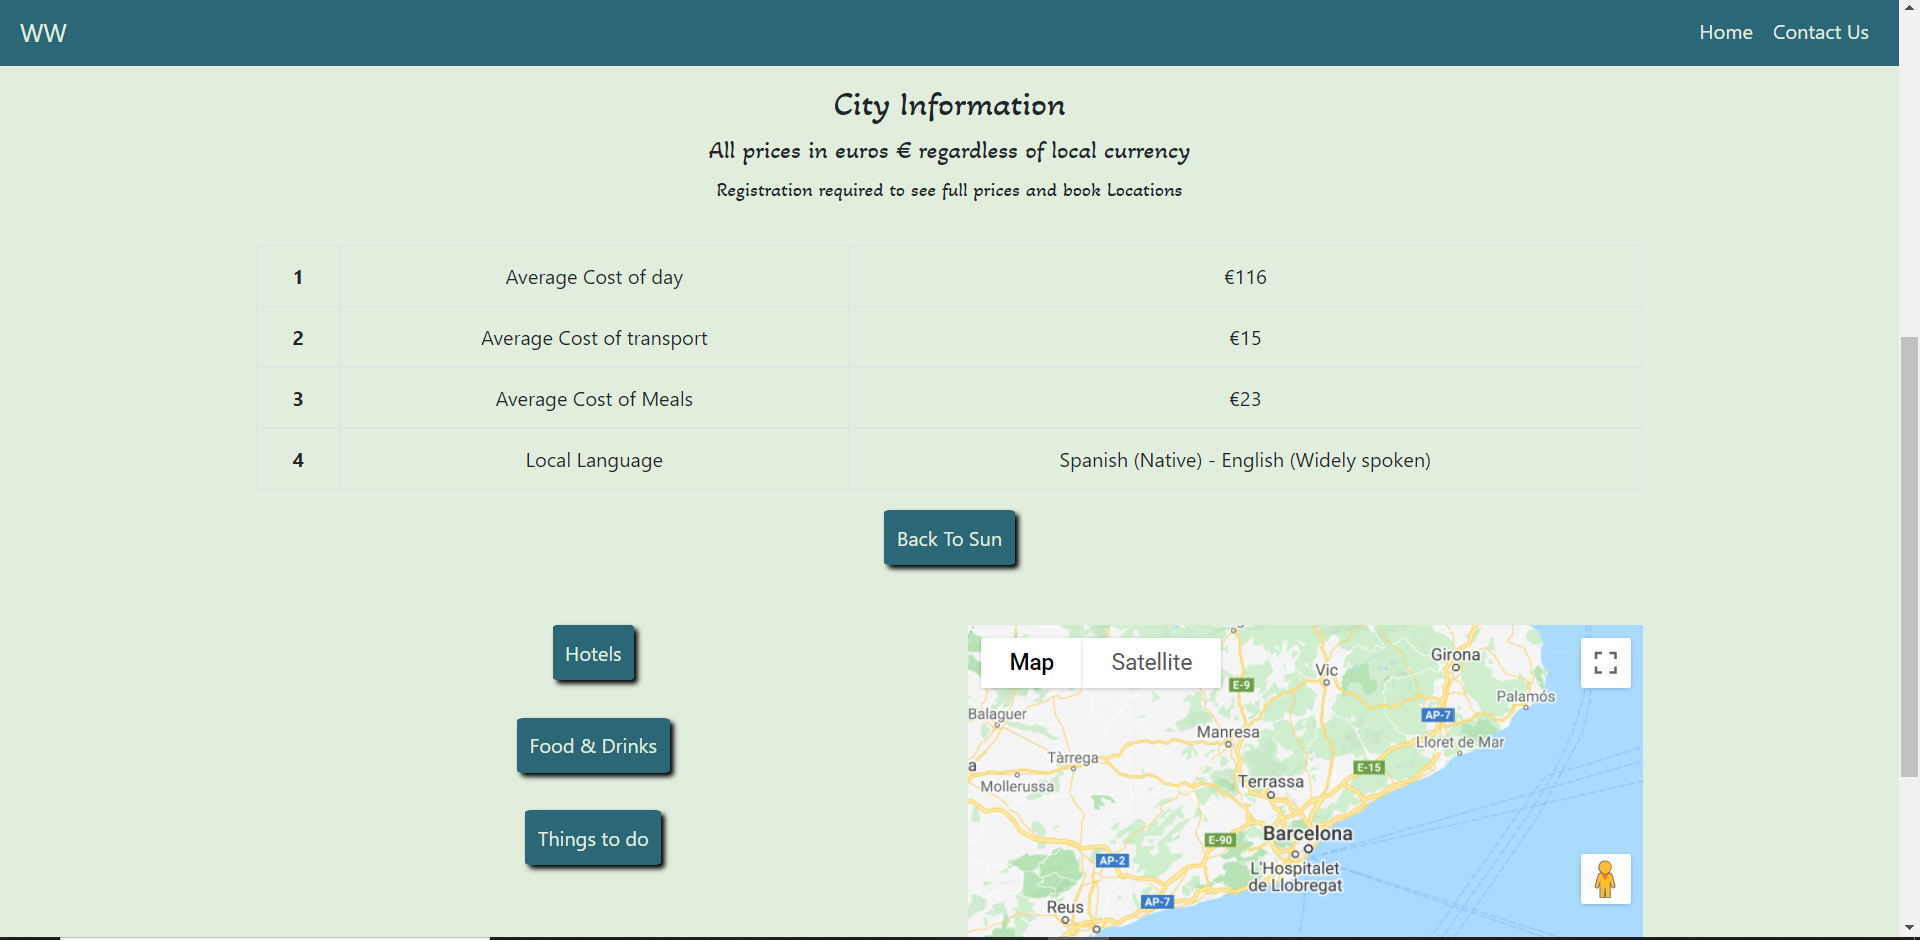 WW
Home Contact Us
City Information
All prices in euros € regardless of local currency
Registration required to see full prices and book Locations
1 Average Cost of day €116
2 Average Cost of transport €15
3 Average Cost of Meals €23
4 Local Language Spanish (Native) - English (Widely spoken)
Back To Sun
Hotels
Food & Drinks
Things to do
Map Satellite
Girona
Vic
E-9
Palamós
Balaguer
AP-7
Manresa
Lloret de Mar
Tàrrega
a
E-15
Mollerussa
Terrassa
Barcelona
E-90
AP-2
L'Hospitalet
de Llobregat
AP-7
Reus